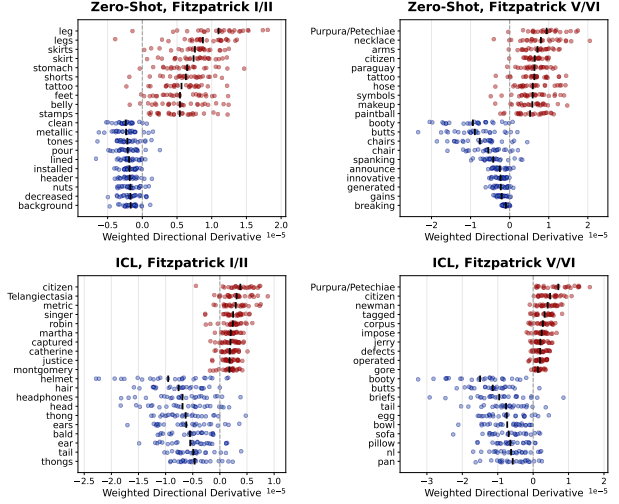 Zero-Shot, Fitzpatrick I/II
leg
legs
skirts
skirt
stomach
shorts
tattoo
feet
belly
stamps
clean
metallic
tones
pour
lined
installed
header
nuts
decreased
background
−0.5 0.0 0.5 1.0 1.5 2.0
1e−5
Weighted Directional Derivative
Zero-Shot, Fitzpatrick V/VI
Purpura/Petechiae
necklace
arms
citizen
paraguay
tattoo
hose
symbols
makeup
paintball
booty
butts
chairs
chair
spanking
announce
innovative
generated
gains
breaking
−2 −1 0 1 2
1e−5
Weighted Directional Derivative
ICL, Fitzpatrick I/II
citizen
Telangiectasia
metric
singer
robin
martha
captured
catherine
justice
montgomery
helmet
hair
headphones
head
thong
ears
bald
ear
tail
thongs
−2.5 −2.0 −1.5 −1.0 −0.5 0.0 0.5 1.0
1e−5
Weighted Directional Derivative
ICL, Fitzpatrick V/VI
Purpura/Petechiae
citizen
newman
tagged
corpus
impose
jerry
defects
operated
gore
booty
butts
briefs
tail
egg
bowl
sofa
pillow
nl
pan
−3 −2 −1 0 1 2
1e−5
Weighted Directional Derivative